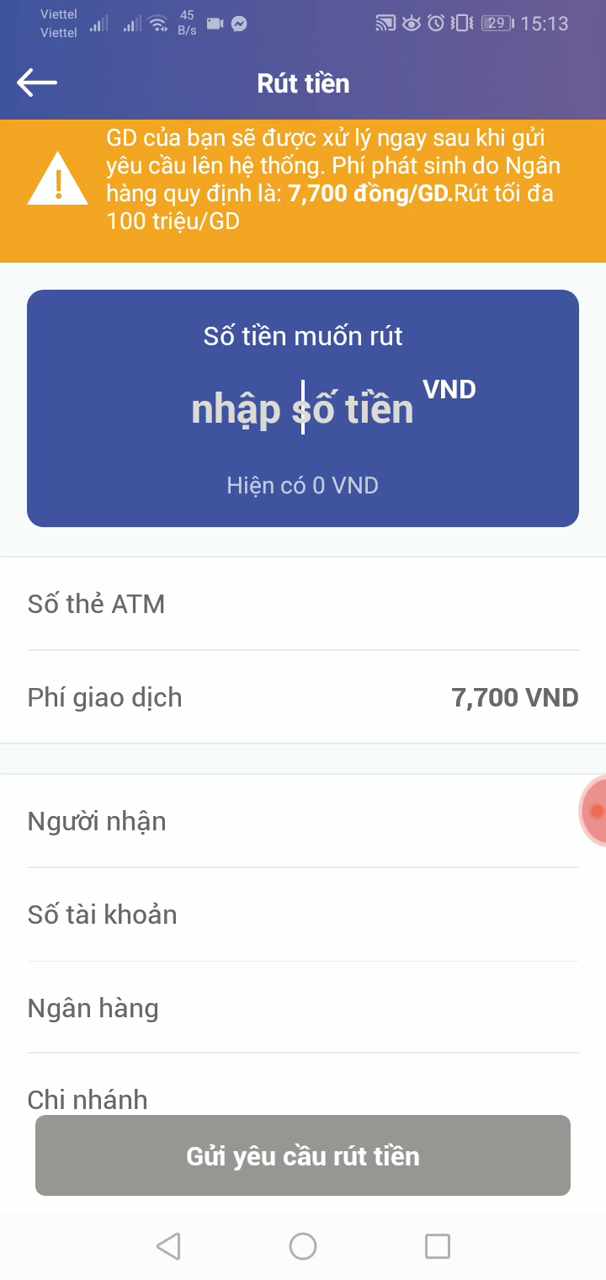 Viettel
Viettel
45
B/s
29
15:13
Rút tiền
GD của bạn sẽ được xử lý ngay sau khi gửi
yêu cầu lên hệ thống. Phí phát sinh do Ngân
hàng quy định là: 7,700 đồng/GD.Rút tối đa
100 triệu/GD
Số tiền muốn rút
nhập số tiền VND
Hiện có 0 VND
Số thẻ ATM
Phí giao dịch 7,700 VND
Người nhận
Số tài khoản
Ngân hàng
Chi nhánh
Gửi yêu cầu rút tiền